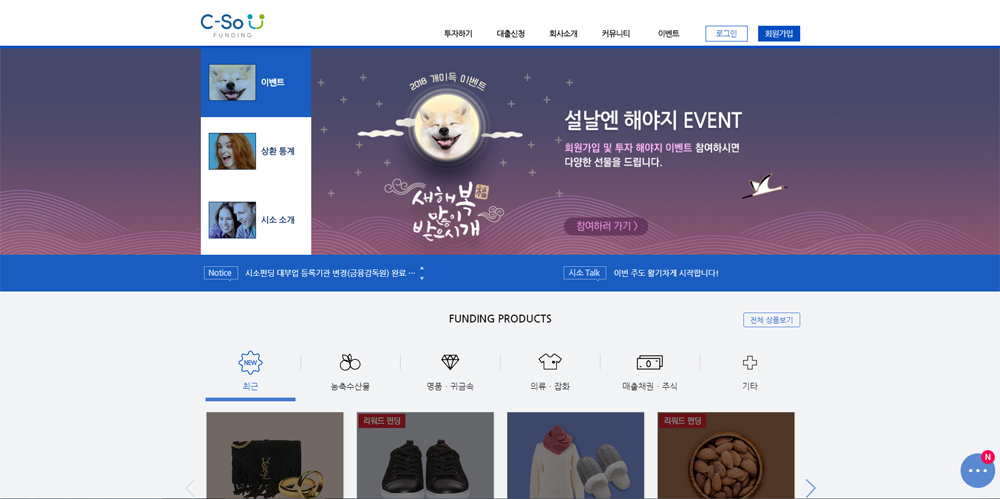 C-So
FUNDING
투자하기 대출신청 회사소개 커뮤니티 이벤트 로그인 회원가입
이벤트
상환 통계
시소 소개
2018 개이득 이벤트
새해 복
많이
받으시개
설날엔 해야지 EVENT
회원가입 및 투자 해야지 이벤트 참여하시면
다양한 선물을 드립니다.
참여하러 가기 〉
Notice 시소펀딩 대부업 등록기관 변경(금융감독원) 완료 ...
시소 Talk 이번 주도 활기차게 시작합니다!
FUNDING PRODUCTS
전체 상품보기
NEW
최근 농축수산물 명품 · 귀금속 의류 · 잡화 매출채권 · 주식 기타
리워드 펀딩 리워드 펀딩
N